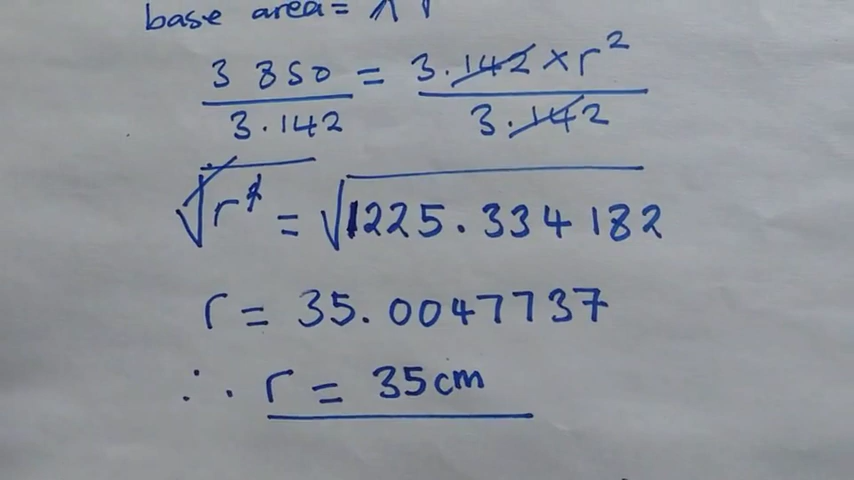 base area = π r
3 850 / 3.142 = 3.142 × r² / 3.142
√r² = √1225.334182
r = 35.0047737
∴ r = 35cm